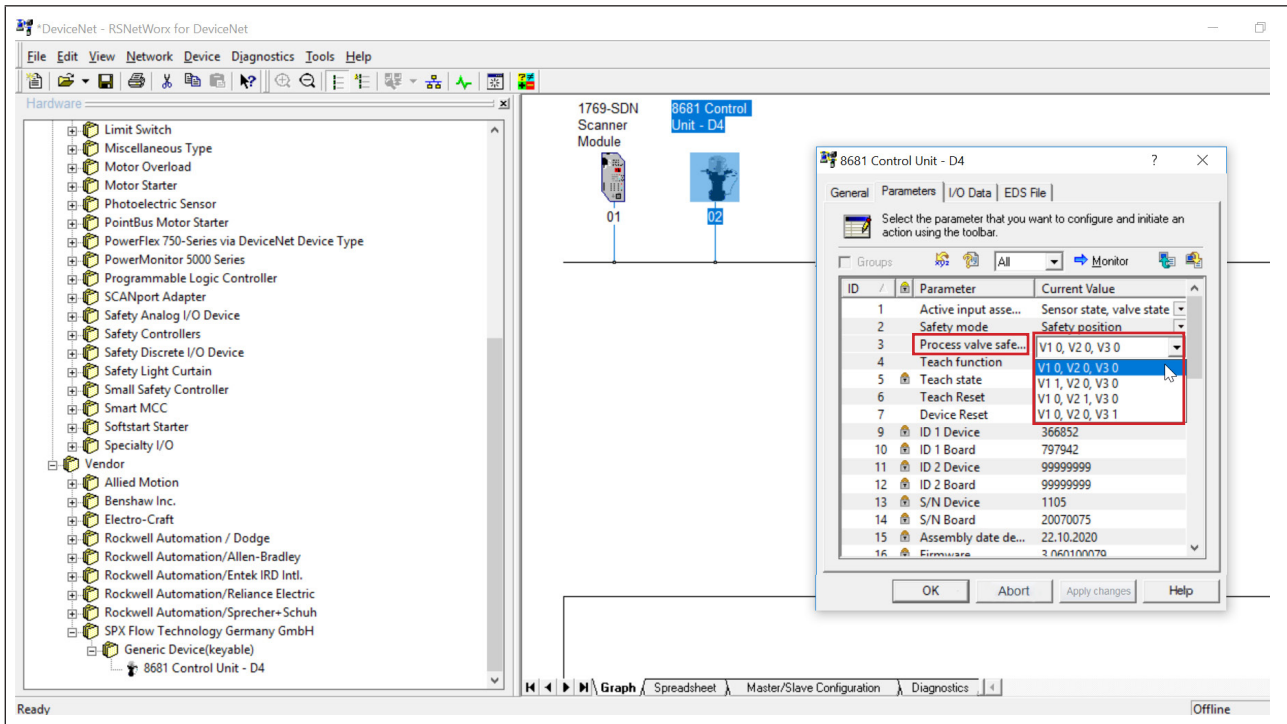 *DeviceNet - RSNetWorx for DeviceNet
File Edit View Network Device Diagnostics Tools Help
Hardware
Limit Switch
Miscellaneous Type
Motor Overload
Motor Starter
Photoelectric Sensor
PointBus Motor Starter
PowerFlex 750-Series via DeviceNet Device Type
PowerMonitor 5000 Series
Programmable Logic Controller
SCANport Adapter
Safety Analog I/O Device
Safety Controllers
Safety Discrete I/O Device
Safety Light Curtain
Small Safety Controller
Smart MCC
Softstart Starter
Specialty I/O
Vendor
Allied Motion
Benshaw Inc.
Electro-Craft
Rockwell Automation / Dodge
Rockwell Automation/Allen-Bradley
Rockwell Automation/Entek IRD Intl.
Rockwell Automation/Reliance Electric
Rockwell Automation/Sprecher+Schuh
SPX Flow Technology Germany GmbH
Generic Device(keyable)
8681 Control Unit - D4
1769-SDN
Scanner
Module
01
8681 Control
Unit - D4
02
8681 Control Unit - D4
General Parameters I/O Data EDS File
Select the parameter that you want to configure and initiate an
action using the toolbar.
Groups All Monitor
ID Parameter Current Value
1 Active input asse... Sensor state, valve state
2 Safety mode Safety position
3 Process valve safe... V1 0, V2 0, V3 0
4 Teach function V1 0, V2 0, V3 0
5 Teach state V1 1, V2 0, V3 0
6 Teach Reset V1 0, V2 1, V3 0
7 Device Reset V1 0, V2 0, V3 1
9 ID 1 Device 366852
10 ID 1 Board 797942
11 ID 2 Device 99999999
12 ID 2 Board 99999999
13 S/N Device 1105
14 S/N Board 20070075
15 Assembly date de... 22.10.2020
16 Firmware 3.060100079
OK Abort Apply changes Help
Graph Spreadsheet Master/Slave Configuration Diagnostics
Ready Offline